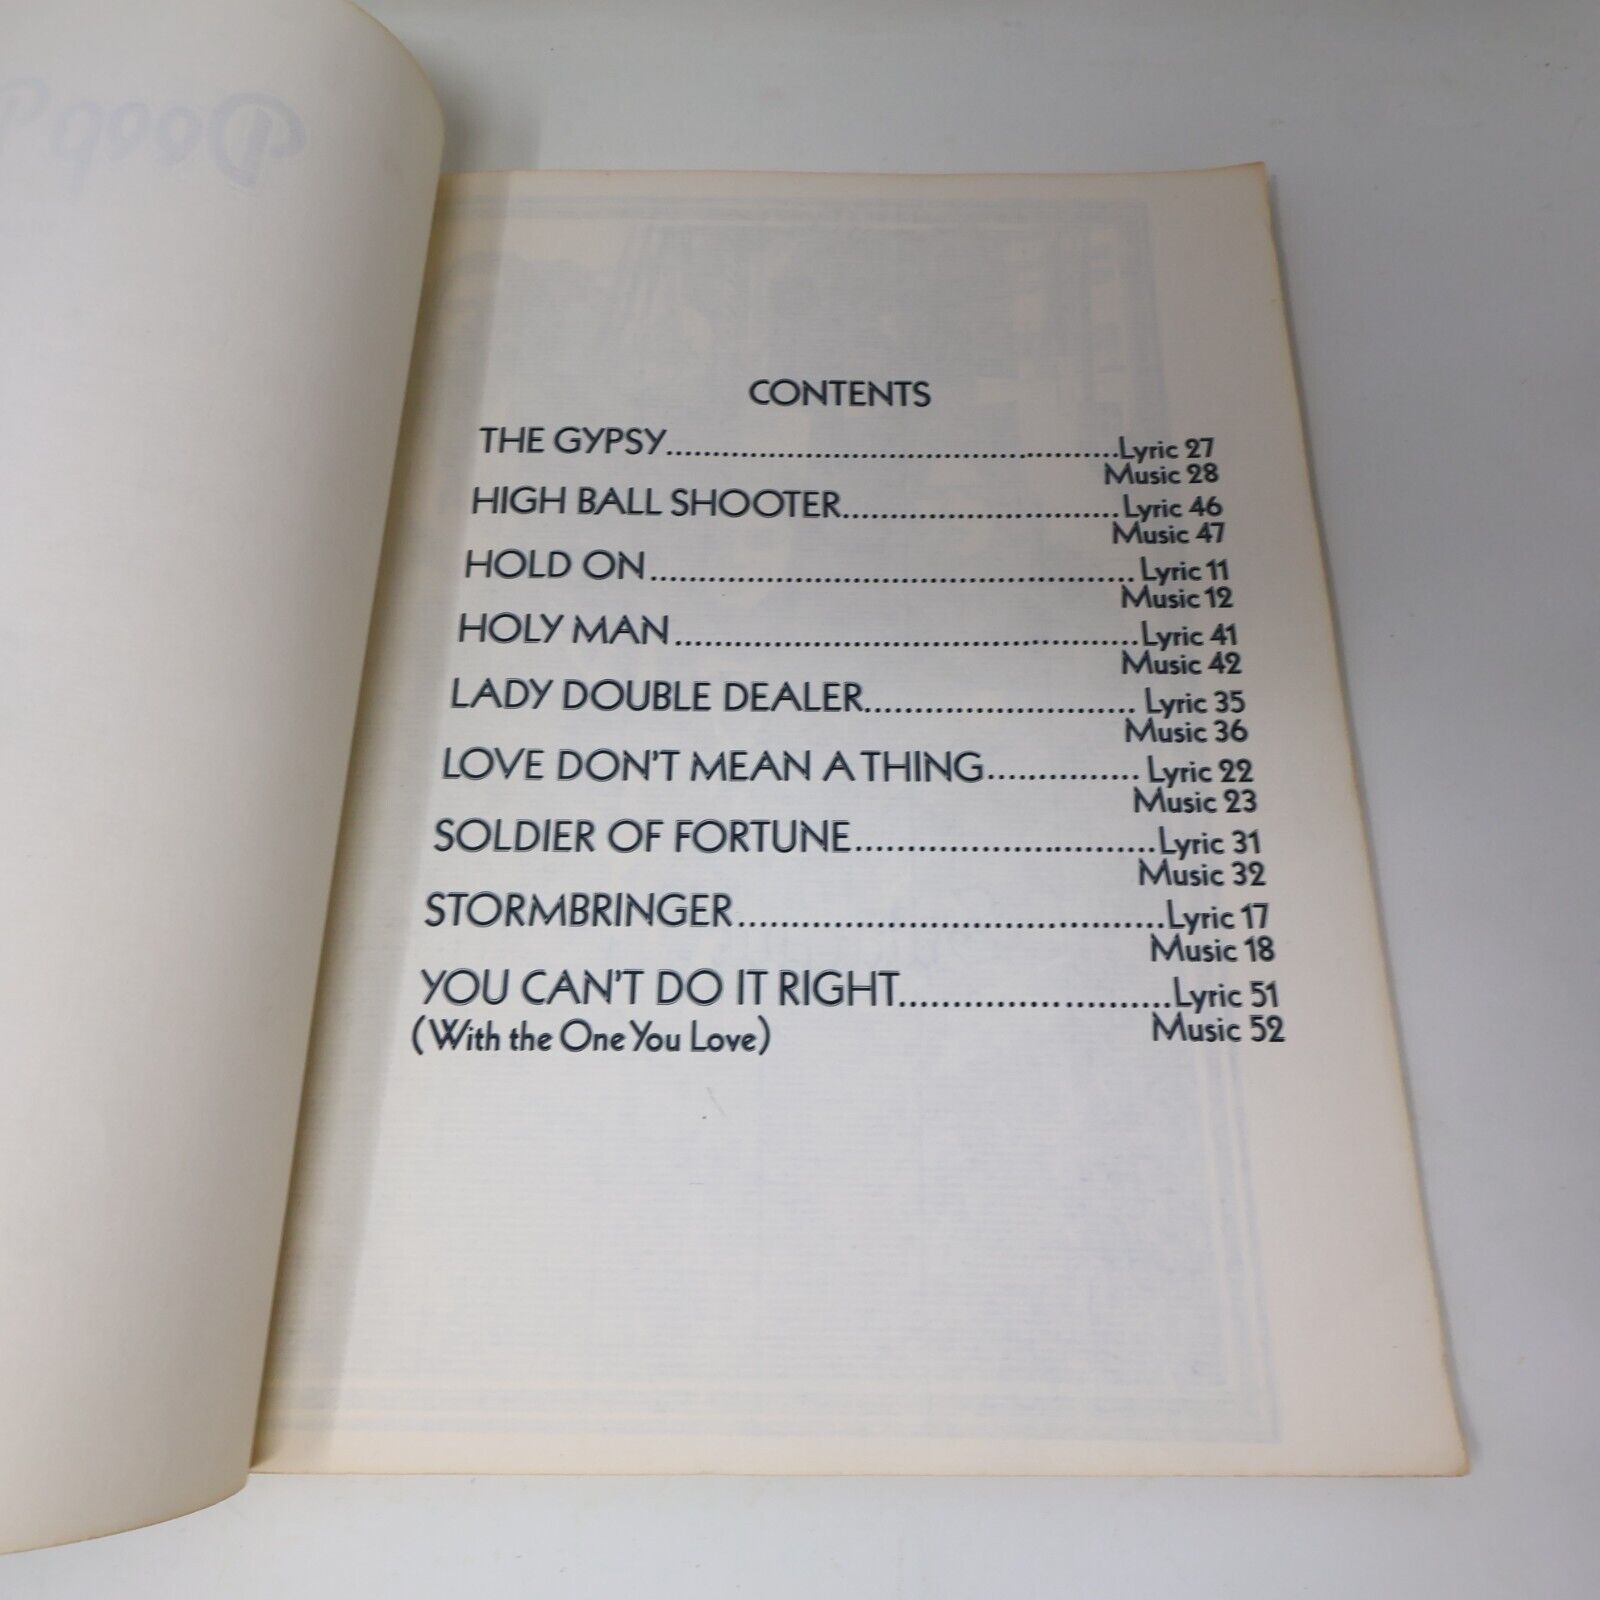 CONTENTS
THE GYPSY................................................Lyric 27
Music 28
HIGH BALL SHOOTER..............................Lyric 46
Music 47
HOLD ON.................................................. Lyric 11
Music 12
HOLY MAN................................................Lyric 41
Music 42
LADY DOUBLE DEALER........................... Lyric 35
Music 36
LOVE DON'T MEAN A THING............... Lyric 22
Music 23
SOLDIER OF FORTUNE.............................Lyric 31
Music 32
STORMBRINGER.........................................Lyric 17
Music 18
YOU CAN'T DO IT RIGHT..........................Lyric 51
(With the One You Love) Music 52